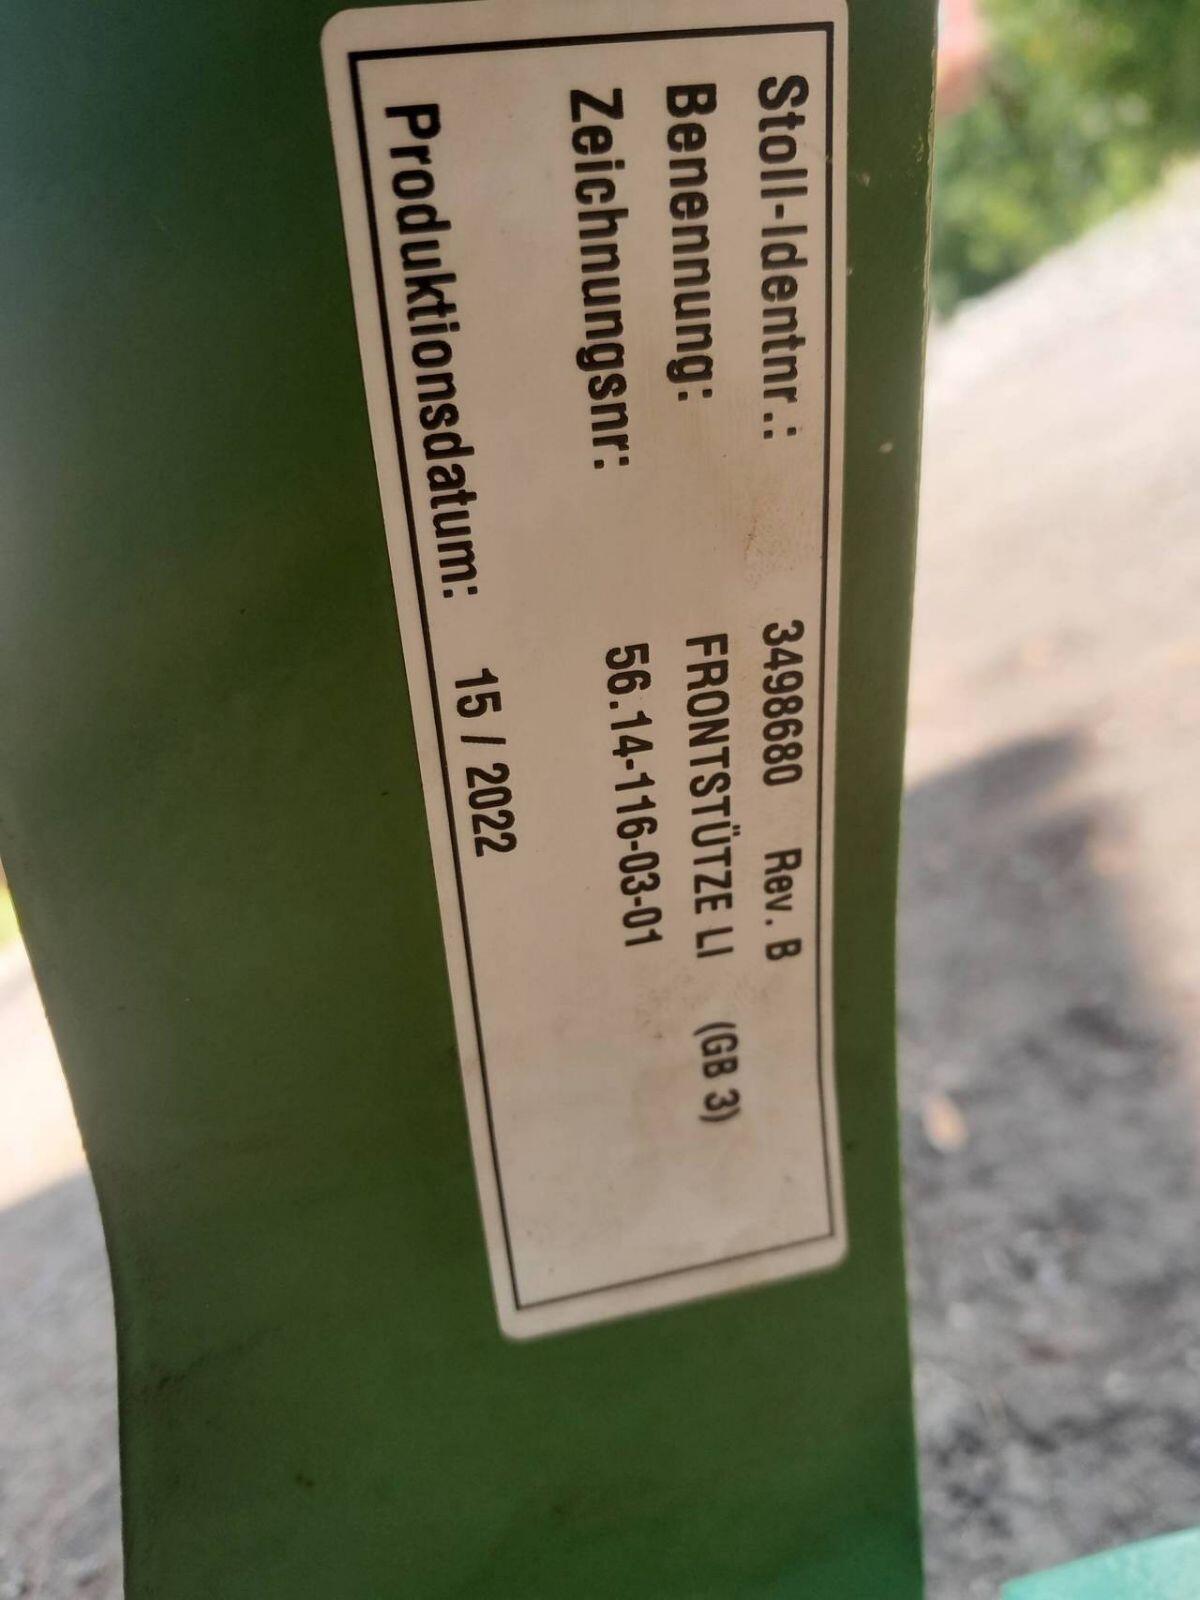 Stoll-Identnr.: 3498680 Rev. B
Benennung: FRONTSTÜTZE LI (GB 3)
Zeichnungsnr: 56.14-116-03-01
Produktionsdatum: 15 / 2022